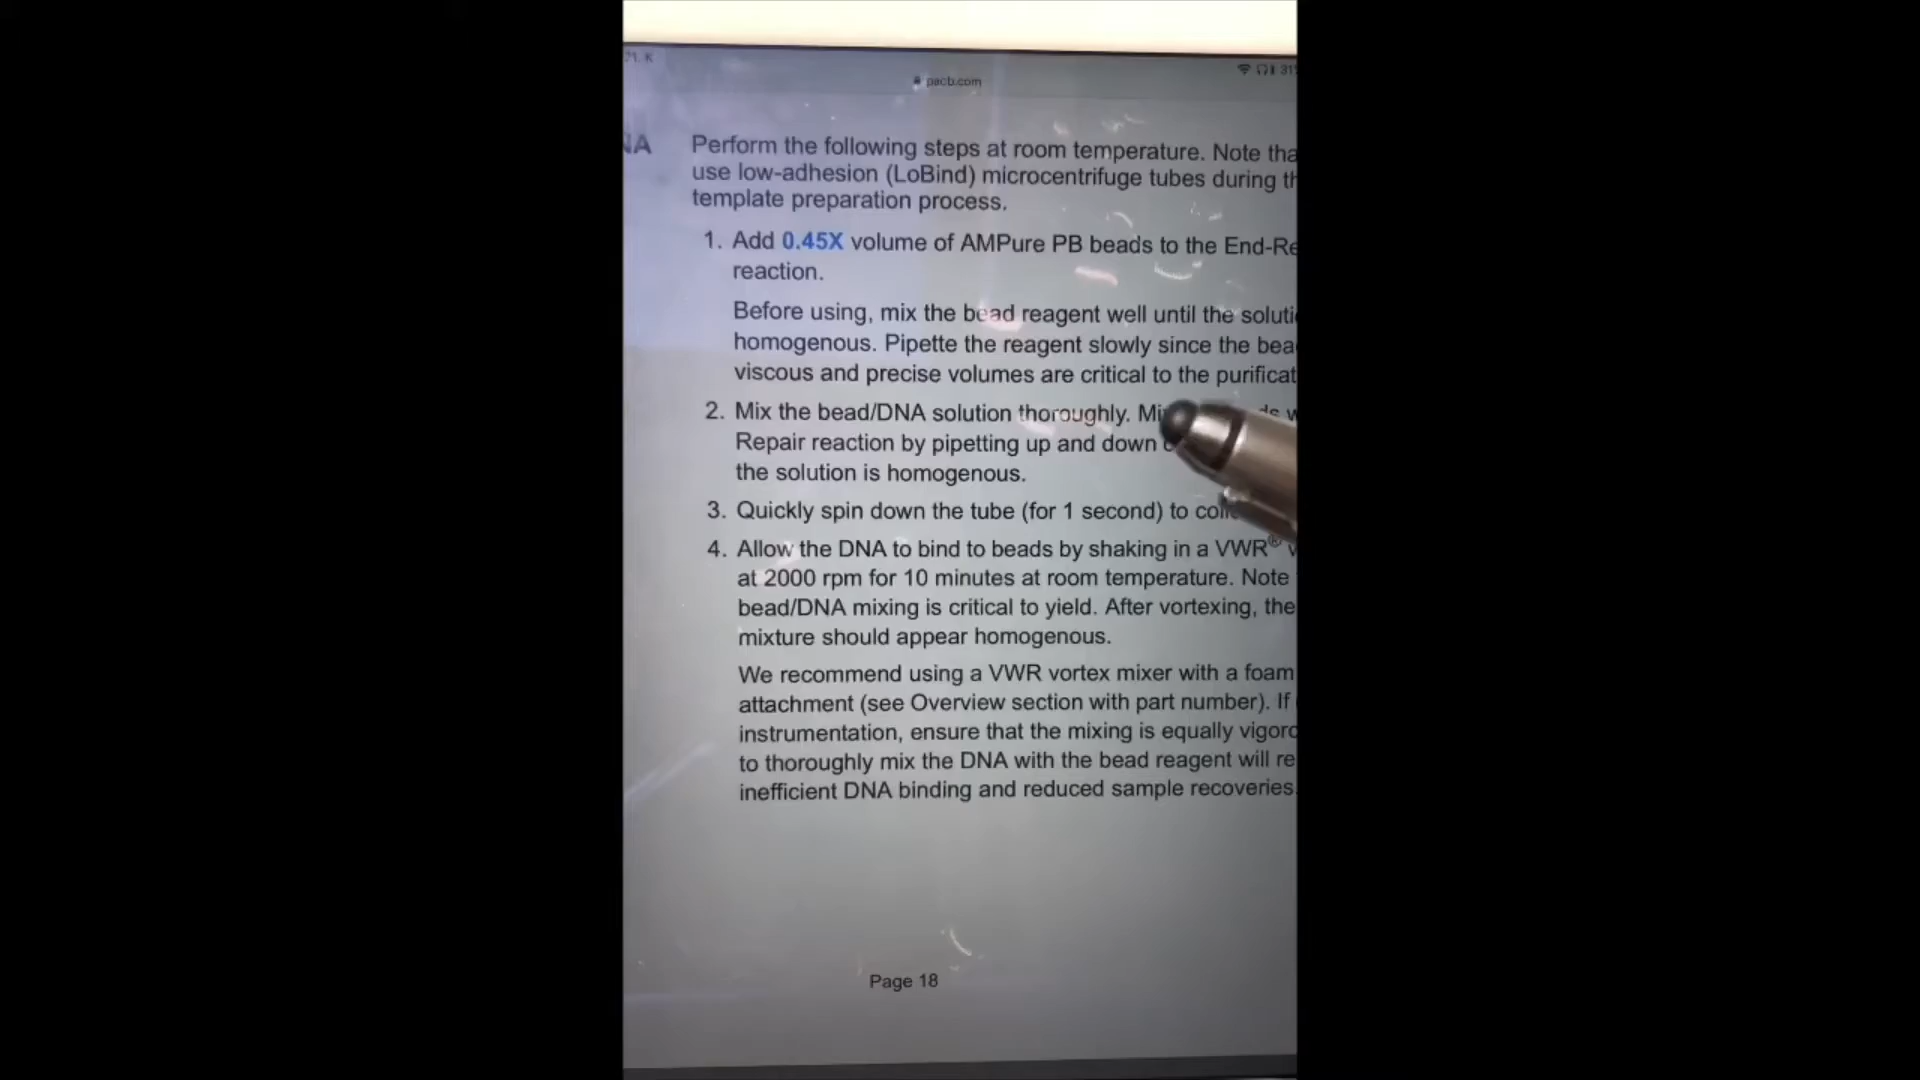 pacb.com
Perform the following steps at room temperature. Note
use low-adhesion (LoBind) microcentrifuge tubes during
template preparation process.
1. Add 0.45X volume of AMPure PB beads to the
reaction.
Before using, mix the bead reagent well until the
homogenous. Pipette the reagent slowly since the
viscous and precise volumes are critical to the
2. Mix the bead/DNA solution thoroughly.
Repair reaction by pipetting up and down
the solution is homogenous.
3. Quickly spin down the tube (for 1 second) to
4. Allow the DNA to bind to beads by shaking in a VWR®
at 2000 rpm for 10 minutes at room temperature. Note
bead/DNA mixing is critical to yield. After vortexing, the
mixture should appear homogenous.
We recommend using a VWR vortex mixer with a foam
attachment (see Overview section with part number). If
instrumentation, ensure that the mixing is equally
to thoroughly mix the DNA with the bead reagent will
inefficient DNA binding and reduced sample recoveries.
Page 18